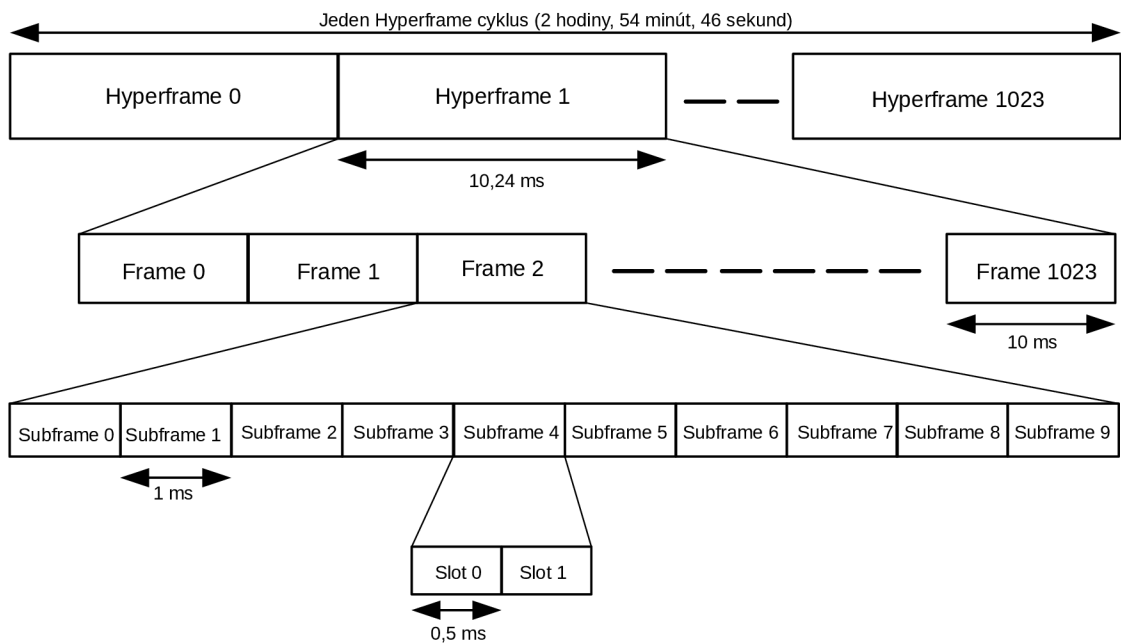 Jeden Hyperframe cyklus (2 hodiny, 54 minút, 46 sekund)
Hyperframe 0
Hyperframe 1
Hyperframe 1023
10,24 ms
Frame 0
Frame 1
Frame 2
Frame 1023
10 ms
Subframe 0
Subframe 1
Subframe 2
Subframe 3
Subframe 4
Subframe 5
Subframe 6
Subframe 7
Subframe 8
Subframe 9
1 ms
Slot 0
Slot 1
0,5 ms